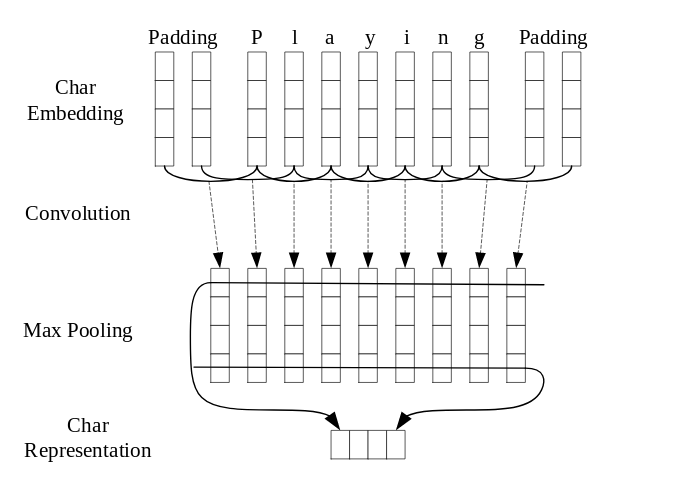 Padding P l a y i n g Padding
Char
Embedding
Convolution
Max Pooling
Char
Representation